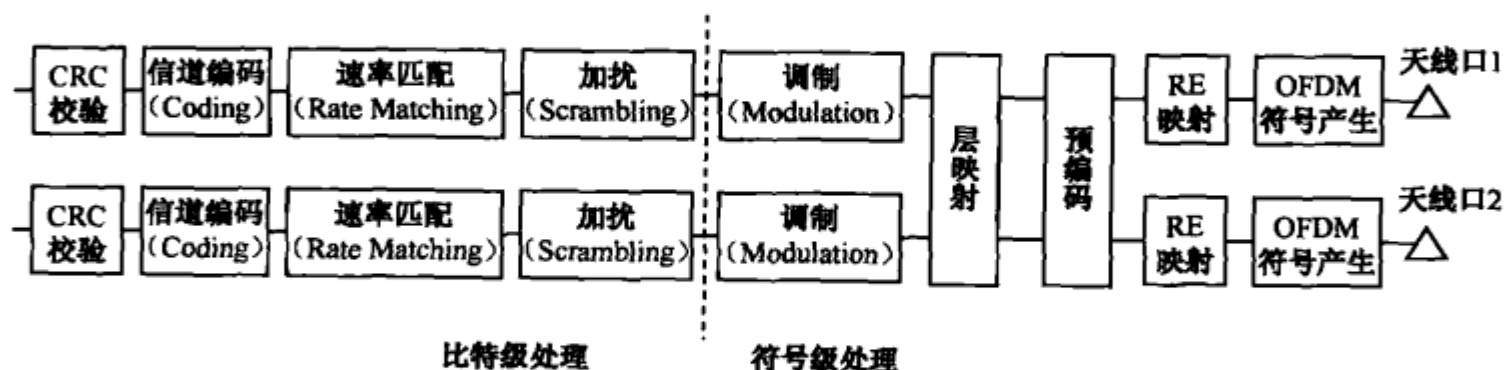 CRC
校验
信道编码
(Coding)
速率匹配
(Rate Matching)
加扰
(Scrambling)
调制
(Modulation)
层映射
预编码
RE
映射
OFDM
符号产生
天线口1
CRC
校验
信道编码
(Coding)
速率匹配
(Rate Matching)
加扰
(Scrambling)
调制
(Modulation)
RE
映射
OFDM
符号产生
天线口2
比特级处理
符号级处理